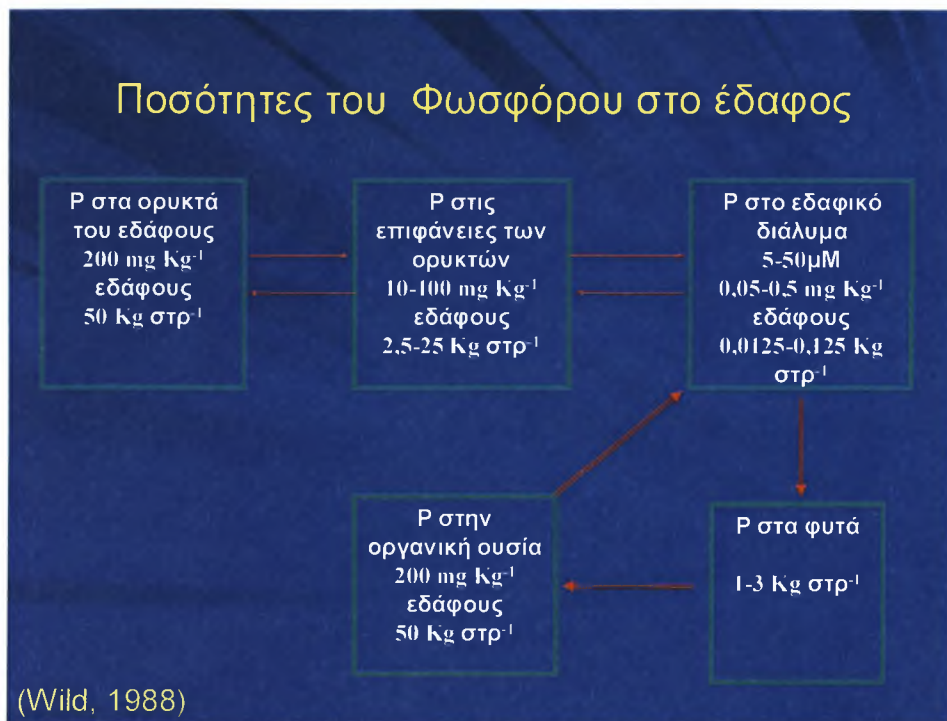 Ποσότητες του Φωσφόρου στο έδαφος
P στα ορυκτά
του εδάφους
200 mg Kg⁻¹
εδάφους
50 Kg στρ⁻¹
P στις
επιφάνειες των
ορυκτών
10-100 mg Kg⁻¹
εδάφους
2,5-25 Kg στρ⁻¹
P στο εδαφικό
διάλυμα
5-50μM
0,05-0,5 mg Kg⁻¹
εδάφους
0,0125-0,125 Kg
στρ⁻¹
P στην
οργανική ουσία
200 mg Kg⁻¹
εδάφους
50 Kg στρ⁻¹
P στα φυτά
1-3 Kg στρ⁻¹
(Wild, 1988)